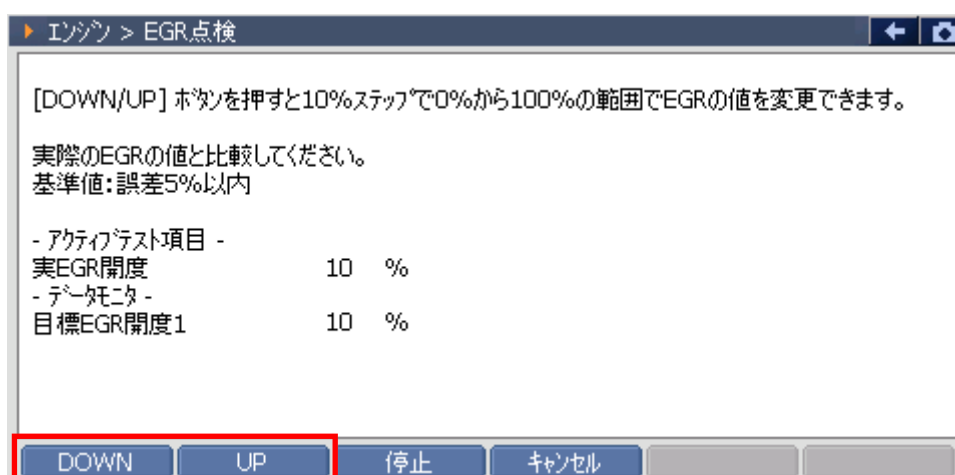 エンジン > EGR点検
[DOWN/UP] ボタンを押すと10%ステップで0%から100%の範囲でEGRの値を変更できます。
実際のEGRの値と比較してください。
基準値:誤差5%以内
- アクティブテスト項目 -
実EGR開度 10 %
- データモニタ -
目標EGR開度1 10 %
DOWN UP 停止 キャンセル